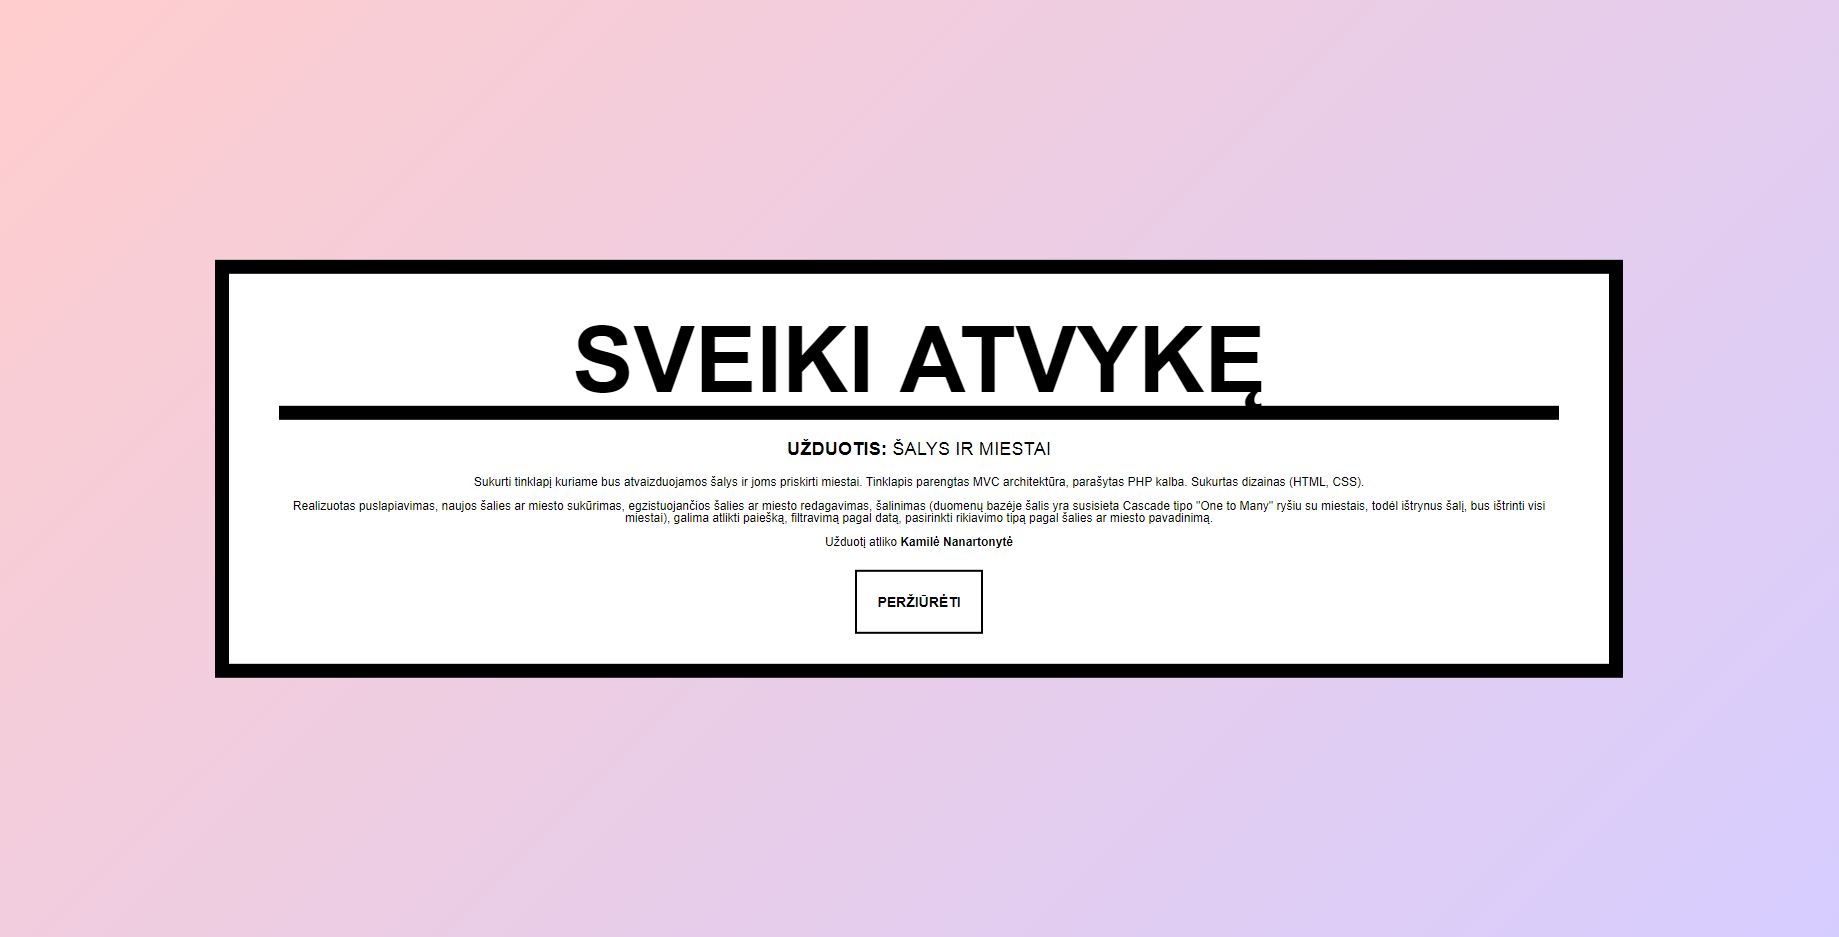 SVEIKI ATVYKĘ
UŽDUOTIS: ŠALYS IR MIESTAI
Sukurti tinklapį kuriame bus atvaizduojamos šalys ir joms priskirti miestai. Tinklapis parengtas MVC architektūra, parašytas PHP kalba. Sukurtas dizainas (HTML, CSS).
Realizuotas puslapiavimas, naujos šalies ar miesto sukūrimas, egzistuojančios šalies ar miesto redagavimas, šalinimas (duomenų bazėje šalis yra susisieta Cascade tipo "One to Many" ryšiu su miestais, todėl ištrynus šalį, bus ištrinti visi
miestai), galima atlikti paiešką, filtravimą pagal datą, pasirinkti rikiavimo tipą pagal šalies ar miesto pavadinimą.
Užduotį atliko Kamilė Nanartonytė
PERŽIŪRĖTI